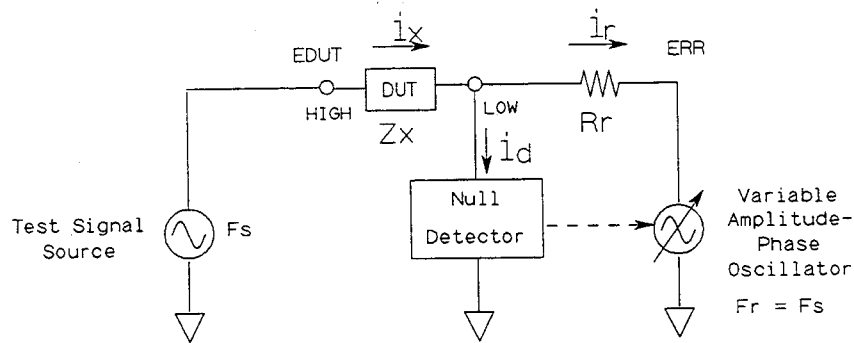 ix
ir
EDUT
ERR
DUT
HIGH
LOW
Zx
Rr
id
Test Signal
Source
Fs
Null
Detector
Variable
Amplitude-
Phase
Oscillator
Fr = Fs